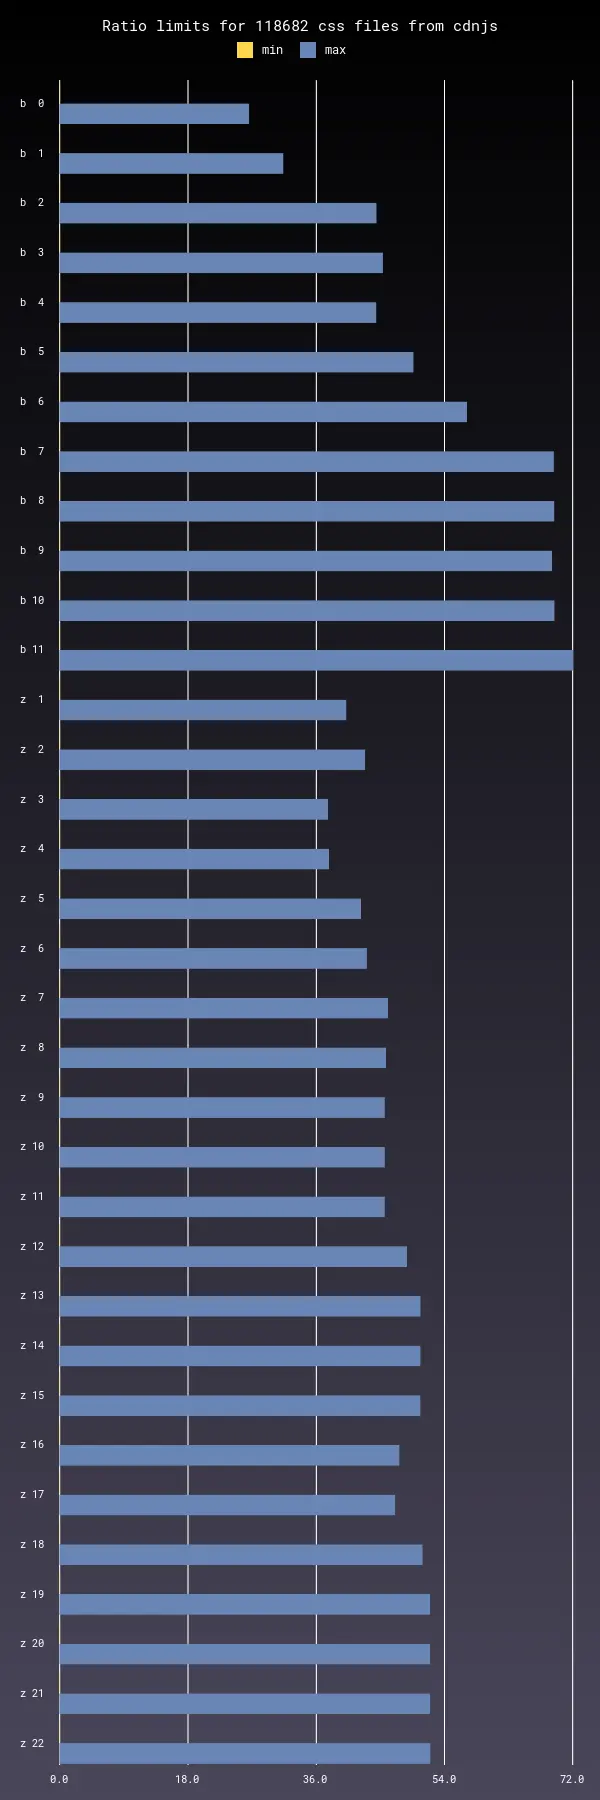 Ratio limits for 118682 css files from cdnjs
min max
b 0
b 1
b 2
b 3
b 4
b 5
b 6
b 7
b 8
b 9
b 10
b 11
z 1
z 2
z 3
z 4
z 5
z 6
z 7
z 8
z 9
z 10
z 11
z 12
z 13
z 14
z 15
z 16
z 17
z 18
z 19
z 20
z 21
z 22
0.0 18.0 36.0 54.0 72.0